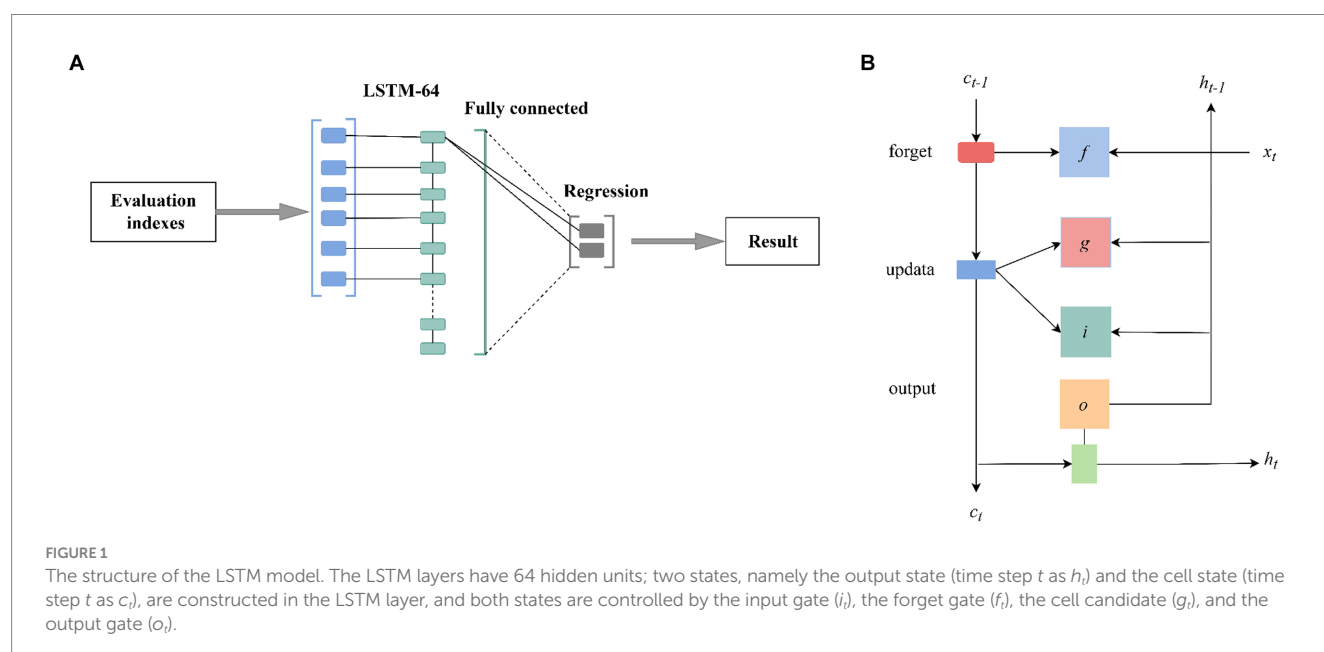 A
LSTM-64
Fully connected
Evaluation
indexes
Regression
Result
B
c_{t-1}
h_{t-1}
forget
f
x_t
g
updata
i
output
o
h_t
c_t
FIGURE 1
The structure of the LSTM model. The LSTM layers have 64 hidden units; two states, namely the output state (time step t as h_t) and the cell state (time
step t as c_t), are constructed in the LSTM layer, and both states are controlled by the input gate (i_t), the forget gate (f_t), the cell candidate (g_t), and the
output gate (o_t).